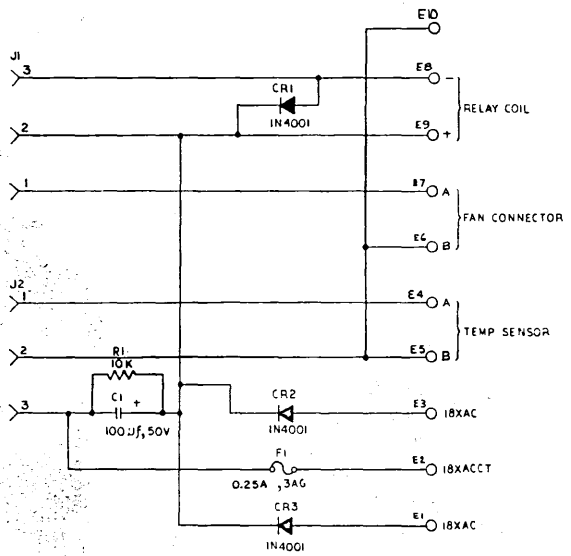 E10
J1
3
E8
−
CR1
1N4001
RELAY COIL
2
E9
+
1
E7
A
FAN CONNECTOR
E6
B
J2
1
E4
A
TEMP SENSOR
2
E5
B
R1
10K
3
C1
+
100µf, 50V
CR2
1N4001
E3
18XAC
F1
0.25A , 3AG
E2
18XACCT
CR3
1N4001
E1
18XAC